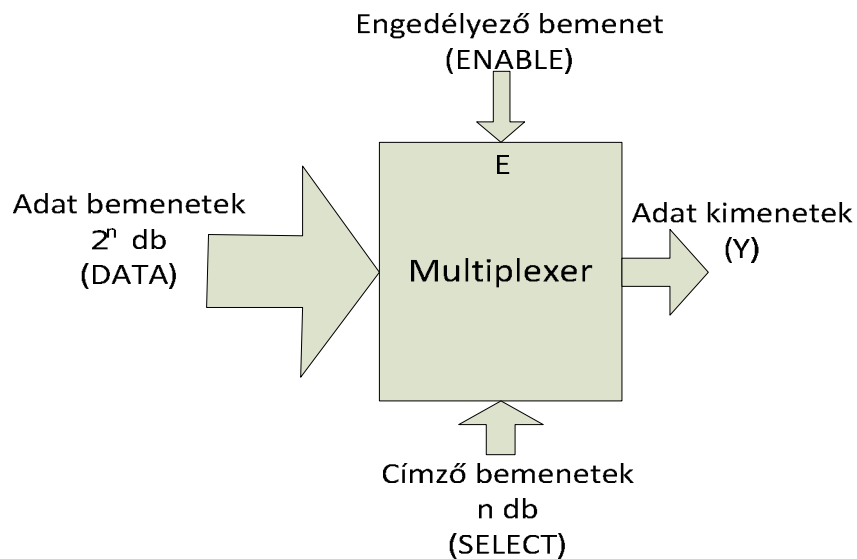 Engedélyező bemenet
(ENABLE)
E
Adat bemenetek
2ⁿ db
(DATA)
Multiplexer
Adat kimenetek
(Y)
Címző bemenetek
n db
(SELECT)